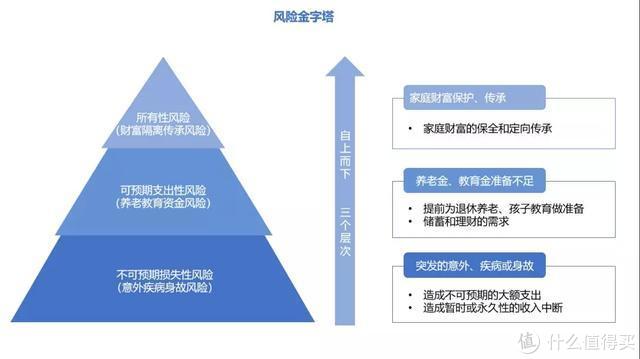 风险金字塔
所有性风险
（财富隔离传承风险）
可预期支出性风险
（养老教育资金风险）
不可预期损失性风险
（意外疾病身故风险）
自上而下 三个层次
家庭财富保护、传承
• 家庭财富的保全和定向传承
养老金、教育金准备不足
• 提前为退休养老、孩子教育做准备
• 储蓄和理财的需求
突发的意外、疾病或身故
• 造成不可预期的大额支出
• 造成暂时或永久性的收入中断
值 什么值得买